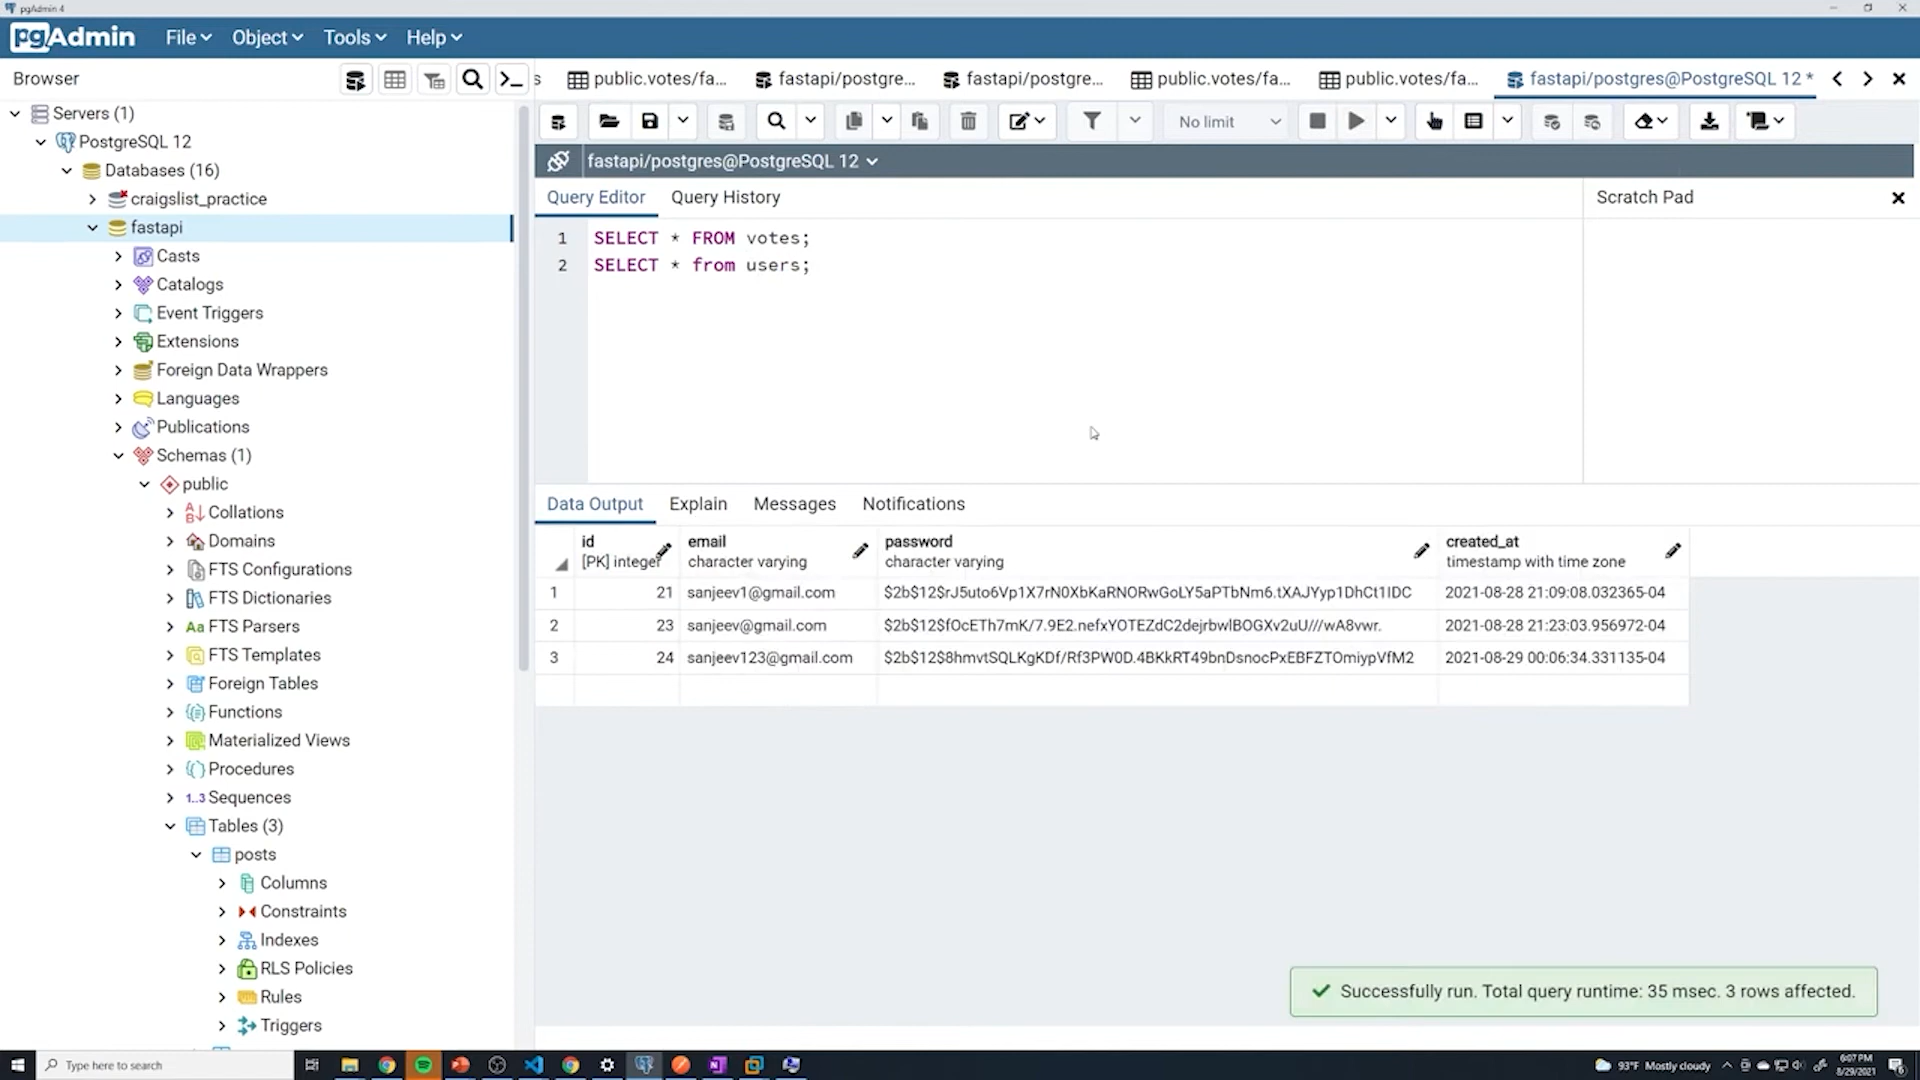 pgAdmin 4
pgAdmin File Object Tools Help
Browser
s public.votes/fa... fastapi/postgre... fastapi/postgre... public.votes/fa... public.votes/fa... fastapi/postgres@PostgreSQL 12 *
No limit
fastapi/postgres@PostgreSQL 12
Query Editor Query History
Scratch Pad
1 SELECT * FROM votes;
2 SELECT * from users;
Servers (1)
PostgreSQL 12
Databases (16)
craigslist_practice
fastapi
Casts
Catalogs
Event Triggers
Extensions
Foreign Data Wrappers
Languages
Publications
Schemas (1)
public
Collations
Domains
FTS Configurations
FTS Dictionaries
Aa FTS Parsers
FTS Templates
Foreign Tables
Functions
Materialized Views
Procedures
1..3 Sequences
Tables (3)
posts
Columns
Constraints
Indexes
RLS Policies
Rules
Triggers
Data Output Explain Messages Notifications
id email password created_at
[PK] integer character varying character varying timestamp with time zone
1 21 sanjeev1@gmail.com $2b$12$rJ5uto6Vp1X7rN0XbKaRNORwGoLY5aPTbNm6.tXAJYyp1DhCt1IDC 2021-08-28 21:09:08.032365-04
2 23 sanjeev@gmail.com $2b$12$fOcETh7mK/7.9E2.nefxYOTEZdC2dejrbwlBOGXv2uU///wA8vwr. 2021-08-28 21:23:03.956972-04
3 24 sanjeev123@gmail.com $2b$12$8hmvtSQLKgKDf/Rf3PW0D.4BKkRT49bnDsnocPxEBFZTOmiypVfM2 2021-08-29 00:06:34.331135-04
Successfully run. Total query runtime: 35 msec. 3 rows affected.
Type here to search
93°F Mostly cloudy
6:07 PM
8/29/2021